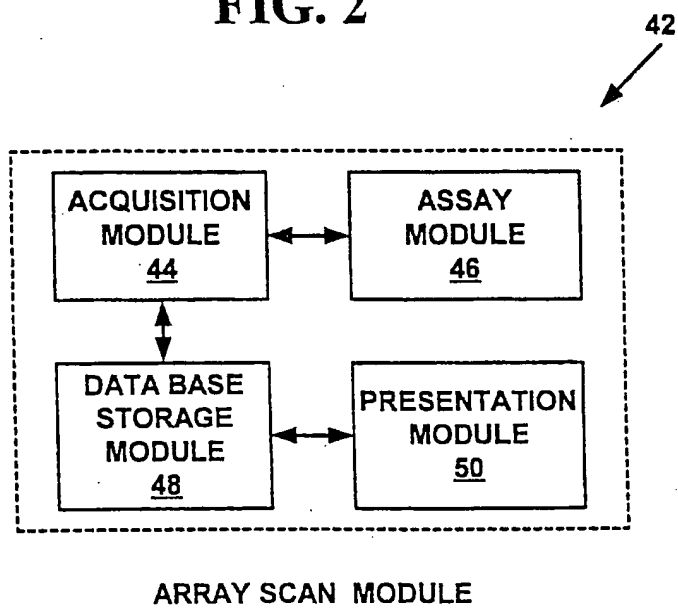 FIG. 2
42
ACQUISITION
MODULE
44
ASSAY
MODULE
46
DATA BASE
STORAGE
MODULE
48
PRESENTATION
MODULE
50
ARRAY SCAN MODULE